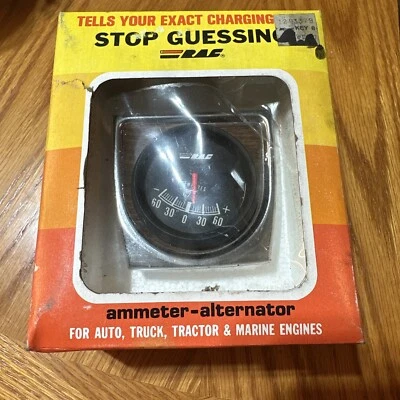 TELLS YOUR EXACT CHARGING
STOP GUESSING
RAC
RAC
- +
60 30 0 30 60
ammeter-alternator
FOR AUTO, TRUCK, TRACTOR & MARINE ENGINES